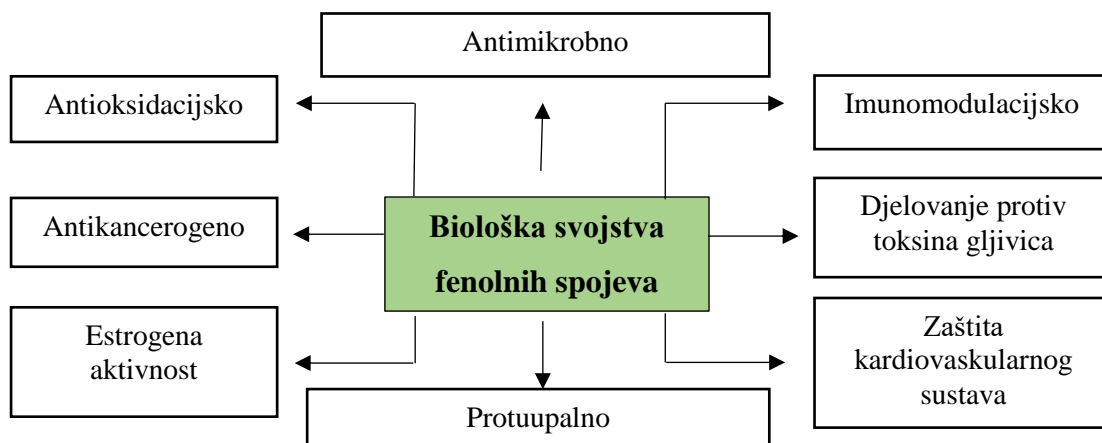 Antimikrobno
Antioksidacijsko
Imunomodulacijsko
Antikancerogeno
Biološka svojstva
fenolnih spojeva
Djelovanje protiv
toksina gljivica
Estrogena
aktivnost
Zaštita
kardiovaskularnog
sustava
Protuupalno